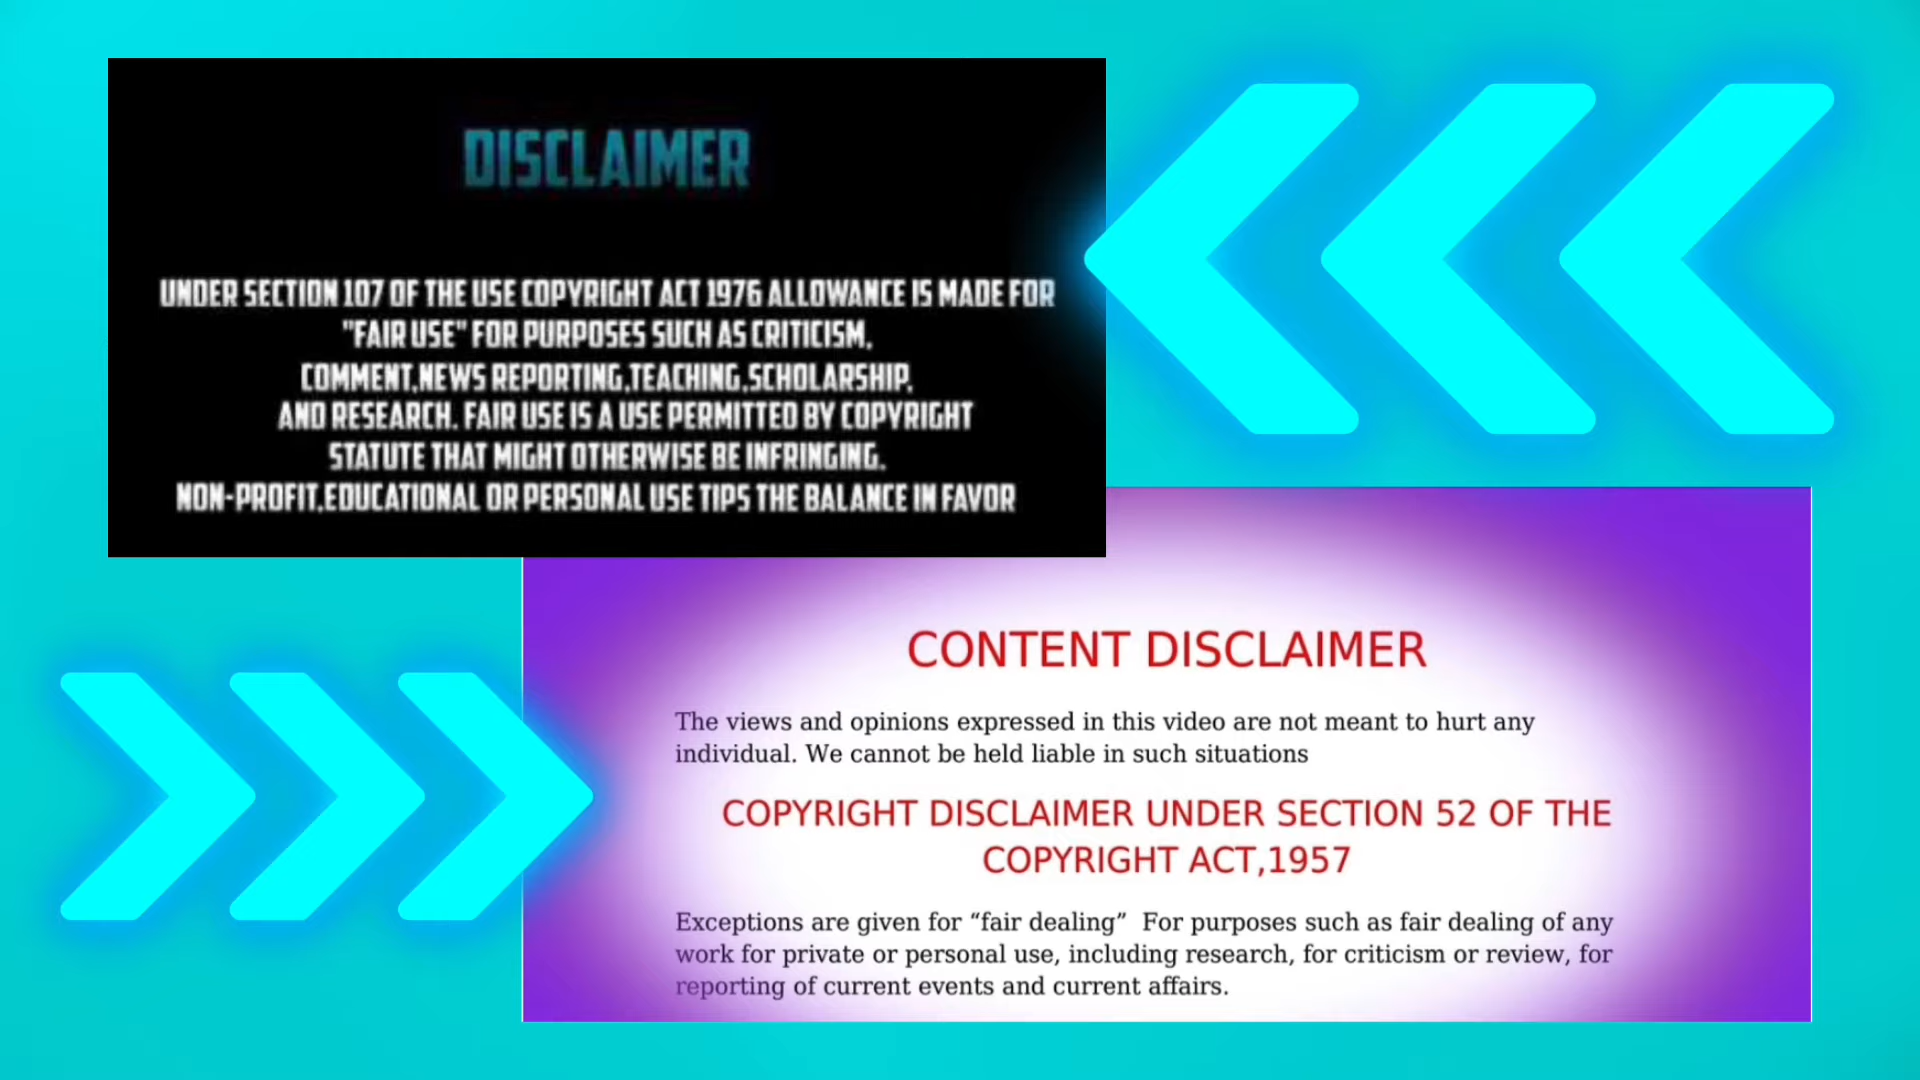 DISCLAIMER
UNDER SECTION 107 OF THE USE COPYRIGHT ACT 1976 ALLOWANCE IS MADE FOR
"FAIR USE" FOR PURPOSES SUCH AS CRITICISM,
COMMENT,NEWS REPORTING,TEACHING,SCHOLARSHIP,
AND RESEARCH. FAIR USE IS A USE PERMITTED BY COPYRIGHT
STATUTE THAT MIGHT OTHERWISE BE INFRINGING.
NON-PROFIT,EDUCATIONAL OR PERSONAL USE TIPS THE BALANCE IN FAVOR
CONTENT DISCLAIMER
The views and opinions expressed in this video are not meant to hurt any
individual. We cannot be held liable in such situations
COPYRIGHT DISCLAIMER UNDER SECTION 52 OF THE
COPYRIGHT ACT,1957
Exceptions are given for “fair dealing”  For purposes such as fair dealing of any
work for private or personal use, including research, for criticism or review, for
reporting of current events and current affairs.